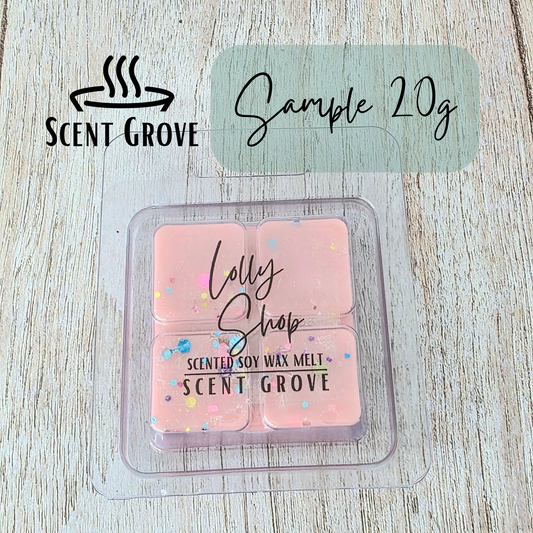 SCENT GROVE
Sample 20g
Lolly
Shop
SCENTED SOY WAX MELT
SCENT GROVE